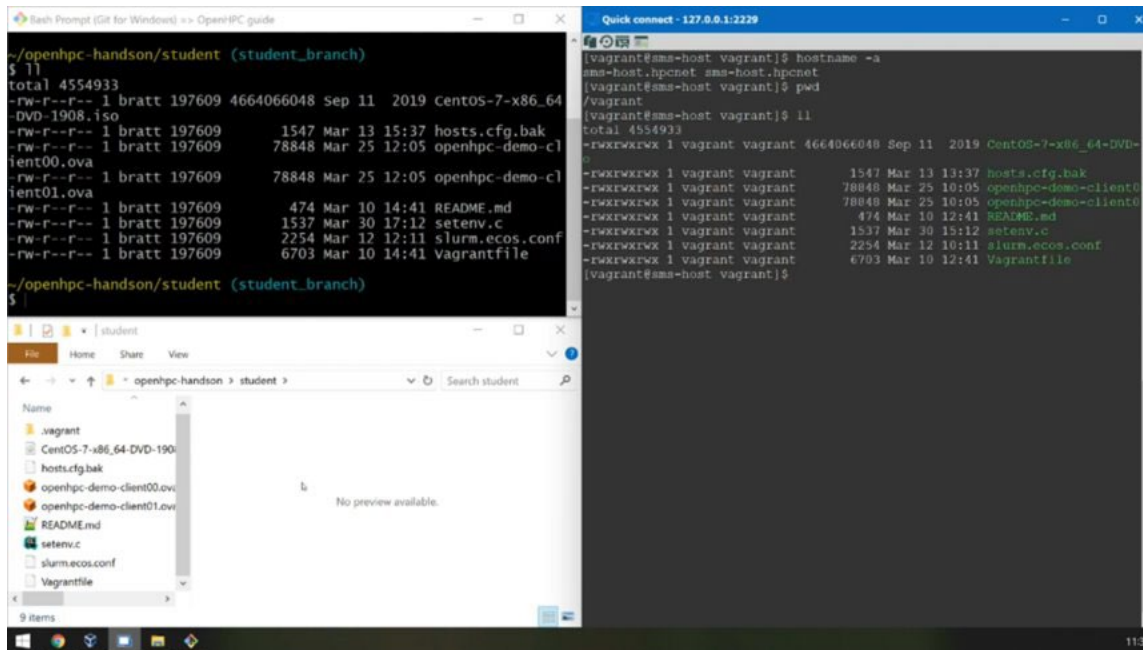 Bash Prompt (Git for Windows) => OpenHPC guide
~/openhpc-handson/student (student_branch)
$ ll
total 4554933
-rw-r--r-- 1 bratt 197609 4664066048 Sep 11 2019 CentOS-7-x86_64
-DVD-1908.iso
-rw-r--r-- 1 bratt 197609 1547 Mar 13 15:37 hosts.cfg.bak
-rw-r--r-- 1 bratt 197609 78848 Mar 25 12:05 openhpc-demo-cl
ient00.ova
-rw-r--r-- 1 bratt 197609 78848 Mar 25 12:05 openhpc-demo-cl
ient01.ova
-rw-r--r-- 1 bratt 197609 474 Mar 10 14:41 README.md
-rw-r--r-- 1 bratt 197609 1537 Mar 30 17:12 setenv.c
-rw-r--r-- 1 bratt 197609 2254 Mar 12 12:11 slurm.ecos.conf
-rw-r--r-- 1 bratt 197609 6703 Mar 10 14:41 Vagrantfile
~/openhpc-handson/student (student_branch)
$
student
File Home Share View
openhpc-handson > student >
Search student
Name
.vagrant
CentOS-7-x86_64-DVD-190
hosts.cfg.bak
openhpc-demo-client00.ova
openhpc-demo-client01.ova
README.md
setenv.c
slurm.ecos.conf
Vagrantfile
No preview available.
9 items
Quick connect - 127.0.0.1:2229
[vagrant@sms-host vagrant]$ hostname -a
sms-host.hpcnet sms-host.hpcnet
[vagrant@sms-host vagrant]$ pwd
/vagrant
[vagrant@sms-host vagrant]$ ll
total 4554933
-rwxrwxrwx 1 vagrant vagrant 4664066048 Sep 11 2019 CentOS-7-x86_64-DVD-
o
-rwxrwxrwx 1 vagrant vagrant 1547 Mar 13 13:37 hosts.cfg.bak
-rwxrwxrwx 1 vagrant vagrant 78848 Mar 25 10:05 openhpc-demo-client0
-rwxrwxrwx 1 vagrant vagrant 78848 Mar 25 10:05 openhpc-demo-client0
-rwxrwxrwx 1 vagrant vagrant 474 Mar 10 12:41 README.md
-rwxrwxrwx 1 vagrant vagrant 1537 Mar 30 15:12 setenv.c
-rwxrwxrwx 1 vagrant vagrant 2254 Mar 12 10:11 slurm.ecos.conf
-rwxrwxrwx 1 vagrant vagrant 6703 Mar 10 12:41 Vagrantfile
[vagrant@sms-host vagrant]$